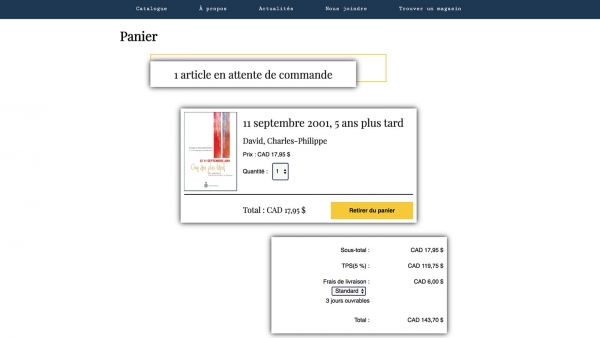 Catalogue À propos Actualités Nous joindre Trouver un magasin
Panier
1 article en attente de commande
11 septembre 2001, 5 ans plus tard
David, Charles-Philippe
Prix : CAD 17,95 $
Quantité : 1
Total : CAD 17,95 $ Retirer du panier
Sous-total : CAD 17,95 $
TPS(5 %) : CAD 119,75 $
Frais de livraison : CAD 6,00 $
Standard
3 jours ouvrables
Total : CAD 143,70 $